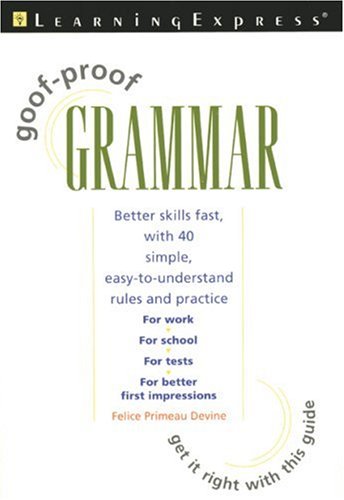 LearningExpress®
goof-proof
GRAMMAR
Better skills fast,
with 40
simple,
easy-to-understand
rules and practice
For work
For school
For tests
For better
first impressions
Felice Primeau Devine
get it right with this guide